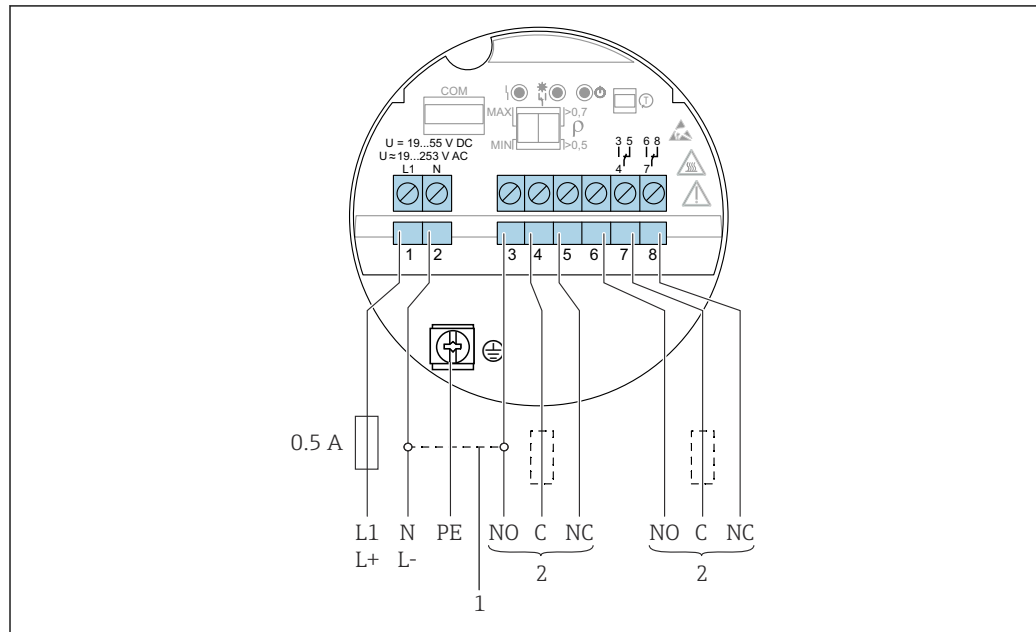 COM
MAX
>0,7
ρ
MIN
>0,5
T
U = 19...55 V DC
U ≈ 19...253 V AC
L1 N
3 5
4
6 8
7
1 2 3 4 5 6 7 8
0.5 A
L1 N PE NO C NC NO C NC
L+ L-
2 2
1